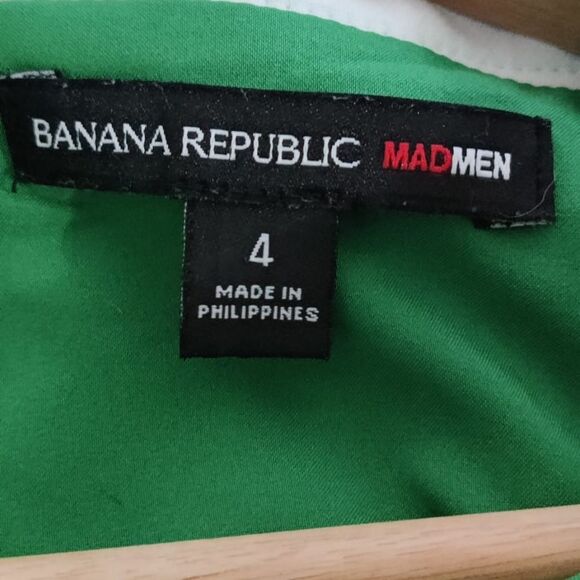 BANANA REPUBLIC MADMEN
4
MADE IN
PHILIPPINES